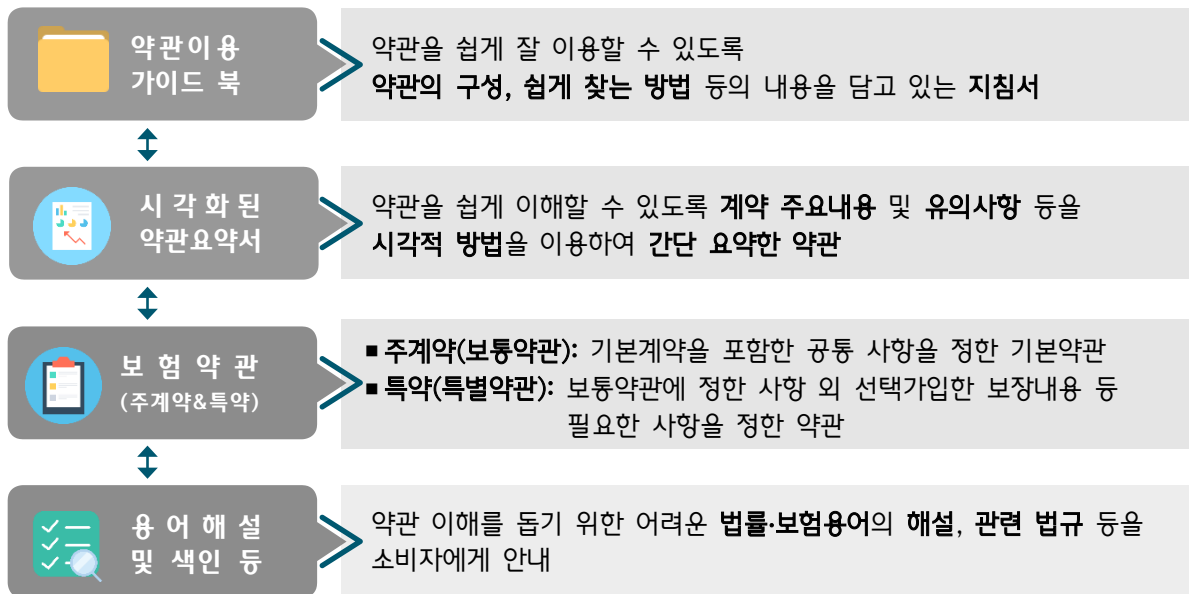 약관이용
가이드 북
약관을 쉽게 잘 이용할 수 있도록
약관의 구성, 쉽게 찾는 방법 등의 내용을 담고 있는 지침서
시각화된
약관요약서
약관을 쉽게 이해할 수 있도록 계약 주요내용 및 유의사항 등을
시각적 방법을 이용하여 간단 요약한 약관
보험약관
(주계약&특약)
▪주계약(보통약관): 기본계약을 포함한 공통 사항을 정한 기본약관
▪특약(특별약관): 보통약관에 정한 사항 외 선택가입한 보장내용 등
필요한 사항을 정한 약관
용어해설
및 색인 등
약관 이해를 돕기 위한 어려운 법률·보험용어의 해설, 관련 법규 등을
소비자에게 안내